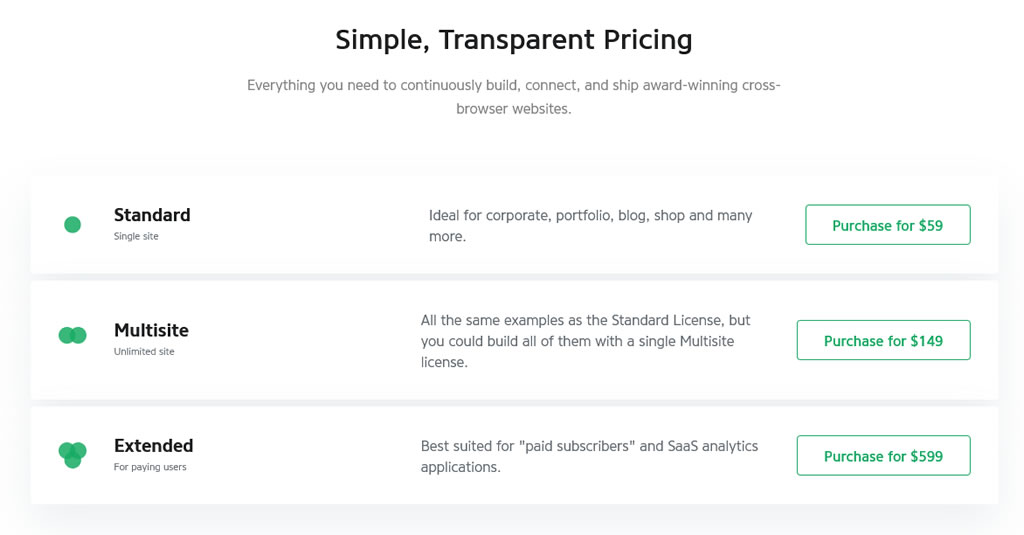 Simple, Transparent Pricing
Everything you need to continuously build, connect, and ship award-winning cross-
browser websites.
Standard
Single site
Ideal for corporate, portfolio, blog, shop and many
more.
Purchase for $59
Multisite
Unlimited site
All the same examples as the Standard License, but
you could build all of them with a single Multisite
license.
Purchase for $149
Extended
For paying users
Best suited for "paid subscribers" and SaaS analytics
applications.
Purchase for $599